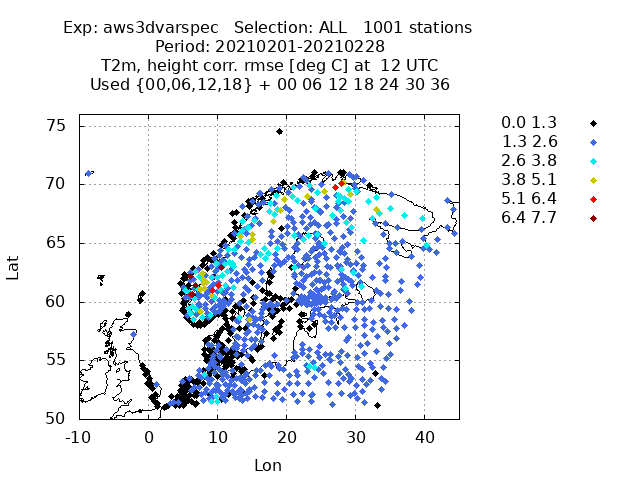 Exp: aws3dvarspec   Selection: ALL   1001 stations
Period: 20210201-20210228
T2m, height corr. rmse [deg C] at  12 UTC
Used {00,06,12,18} + 00 06 12 18 24 30 36
0.0 1.3
1.3 2.6
2.6 3.8
3.8 5.1
5.1 6.4
6.4 7.7
75
70
65
60
55
50
Lat
-10 0 10 20 30 40
Lon